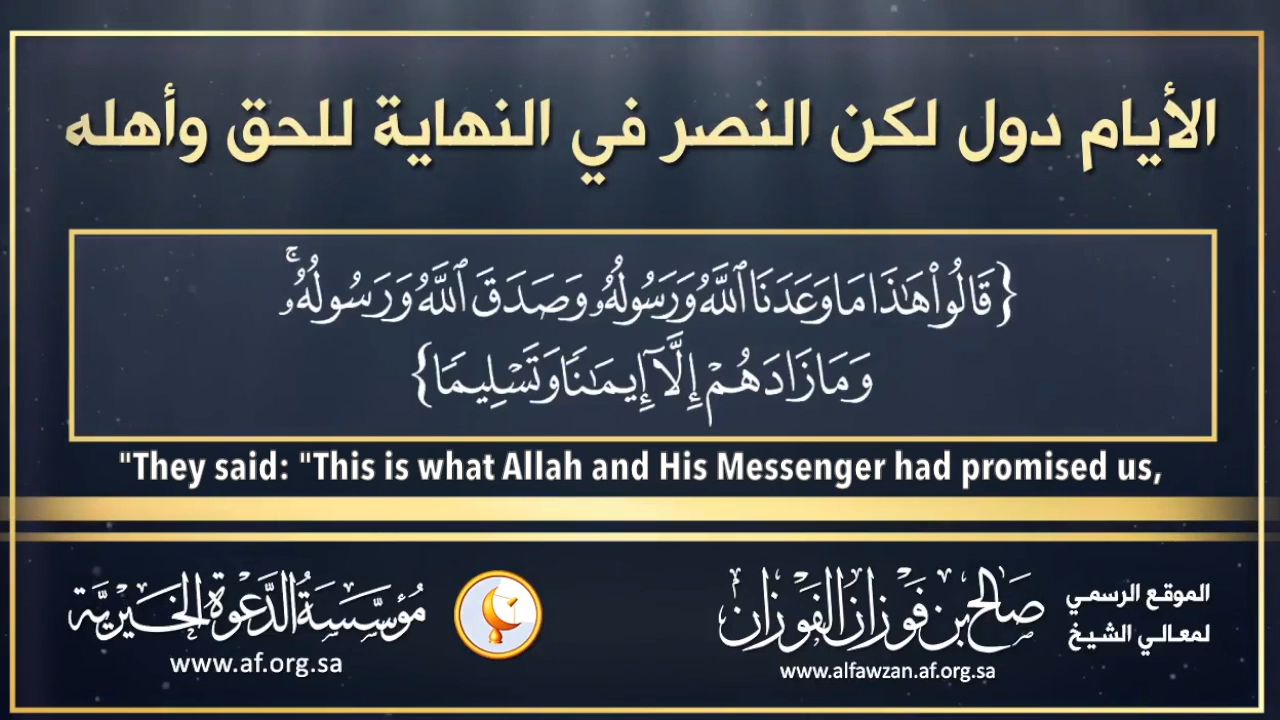 الأيام دول لكن النصر في النهاية للحق وأهله
{قَالُوا۟ هَـٰذَا مَا وَعَدَنَا ٱللَّهُ وَرَسُولُهُۥ وَصَدَقَ ٱللَّهُ وَرَسُولُهُۥ ۚ
وَمَا زَادَهُمْ إِلَّآ إِيمَـٰنًا وَتَسْلِيمًا}
"They said: "This is what Allah and His Messenger had promised us,
الموقع الرسمي
لمعالي الشيخ
صالح بن فوزان الفوزان
www.alfawzan.af.org.sa
مُؤسَّسَةُ الدَّعوَة الخَيريَّة
www.af.org.sa